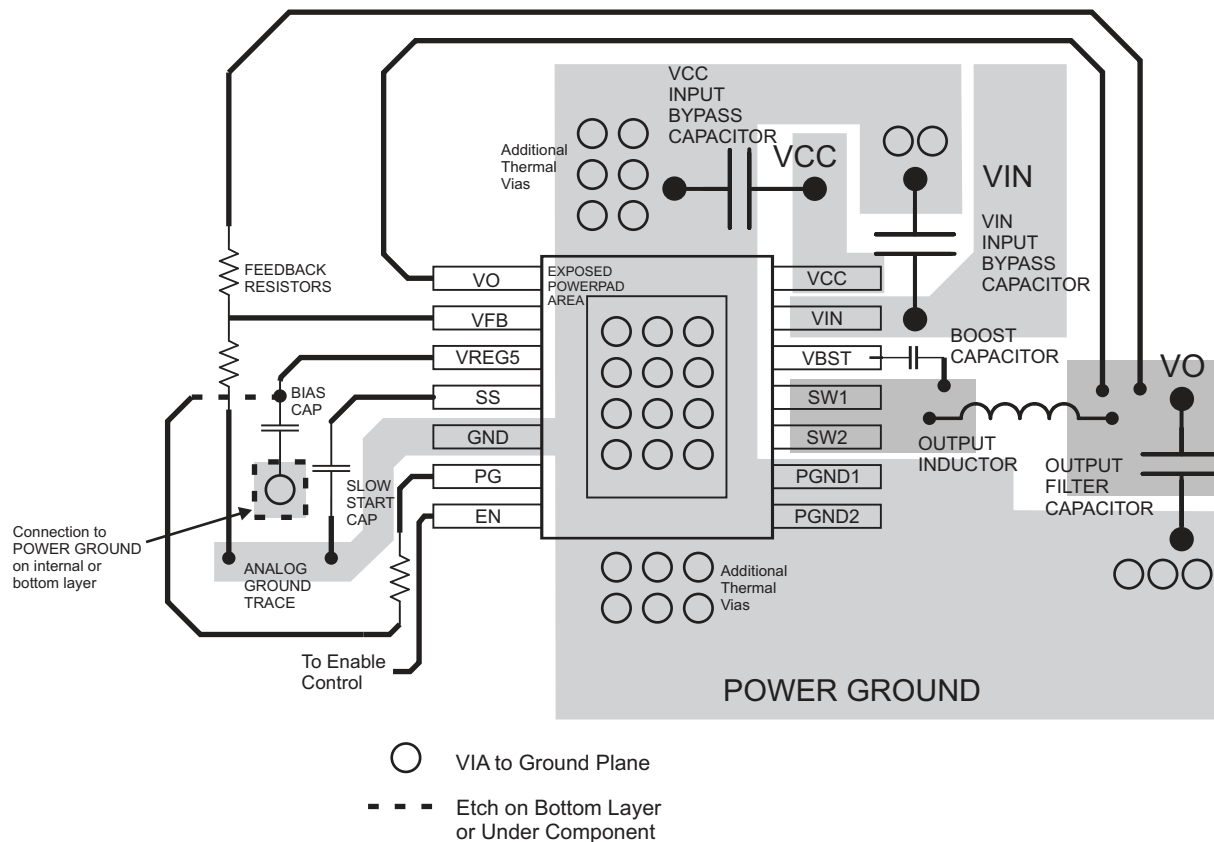 VCC
INPUT
BYPASS
CAPACITOR
VCC
Additional
Thermal
Vias
VIN
VIN
INPUT
BYPASS
CAPACITOR
FEEDBACK
RESISTORS
EXPOSED
POWERPAD
AREA
VO
VFB
VREG5
SS
GND
PG
EN
VCC
VIN
VBST
SW1
SW2
PGND1
PGND2
BOOST
CAPACITOR
VO
BIAS
CAP
SLOW
START
CAP
OUTPUT
INDUCTOR
OUTPUT
FILTER
CAPACITOR
Connection to
POWER GROUND
on internal or
bottom layer
ANALOG
GROUND
TRACE
Additional
Thermal
Vias
To Enable
Control
POWER GROUND
VIA to Ground Plane
Etch on Bottom Layer
or Under Component